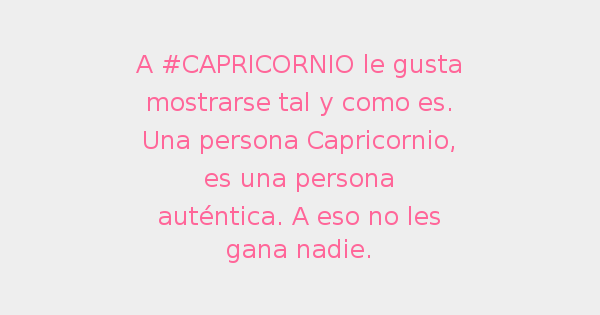 A #CAPRICORNIO le gusta
mostrarse tal y como es.
Una persona Capricornio,
es una persona
auténtica. A eso no les
gana nadie.